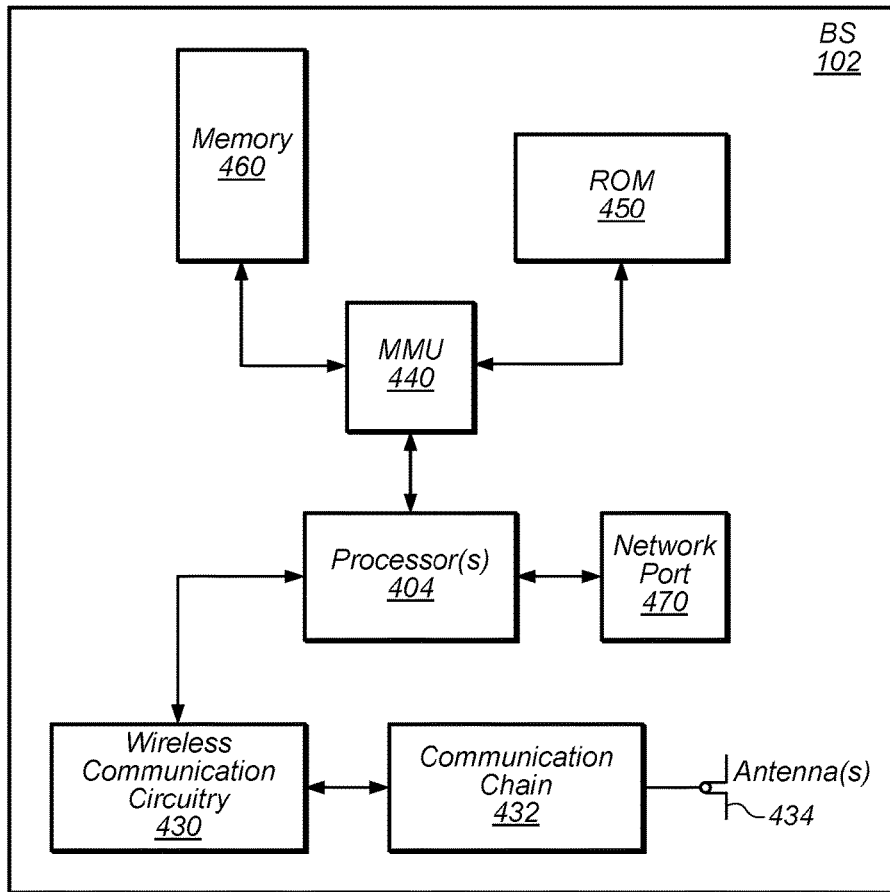 BS
102
Memory
460
ROM
450
MMU
440
Processor(s)
404
Network
Port
470
Wireless
Communication
Circuitry
430
Communication
Chain
432
Antenna(s)
434